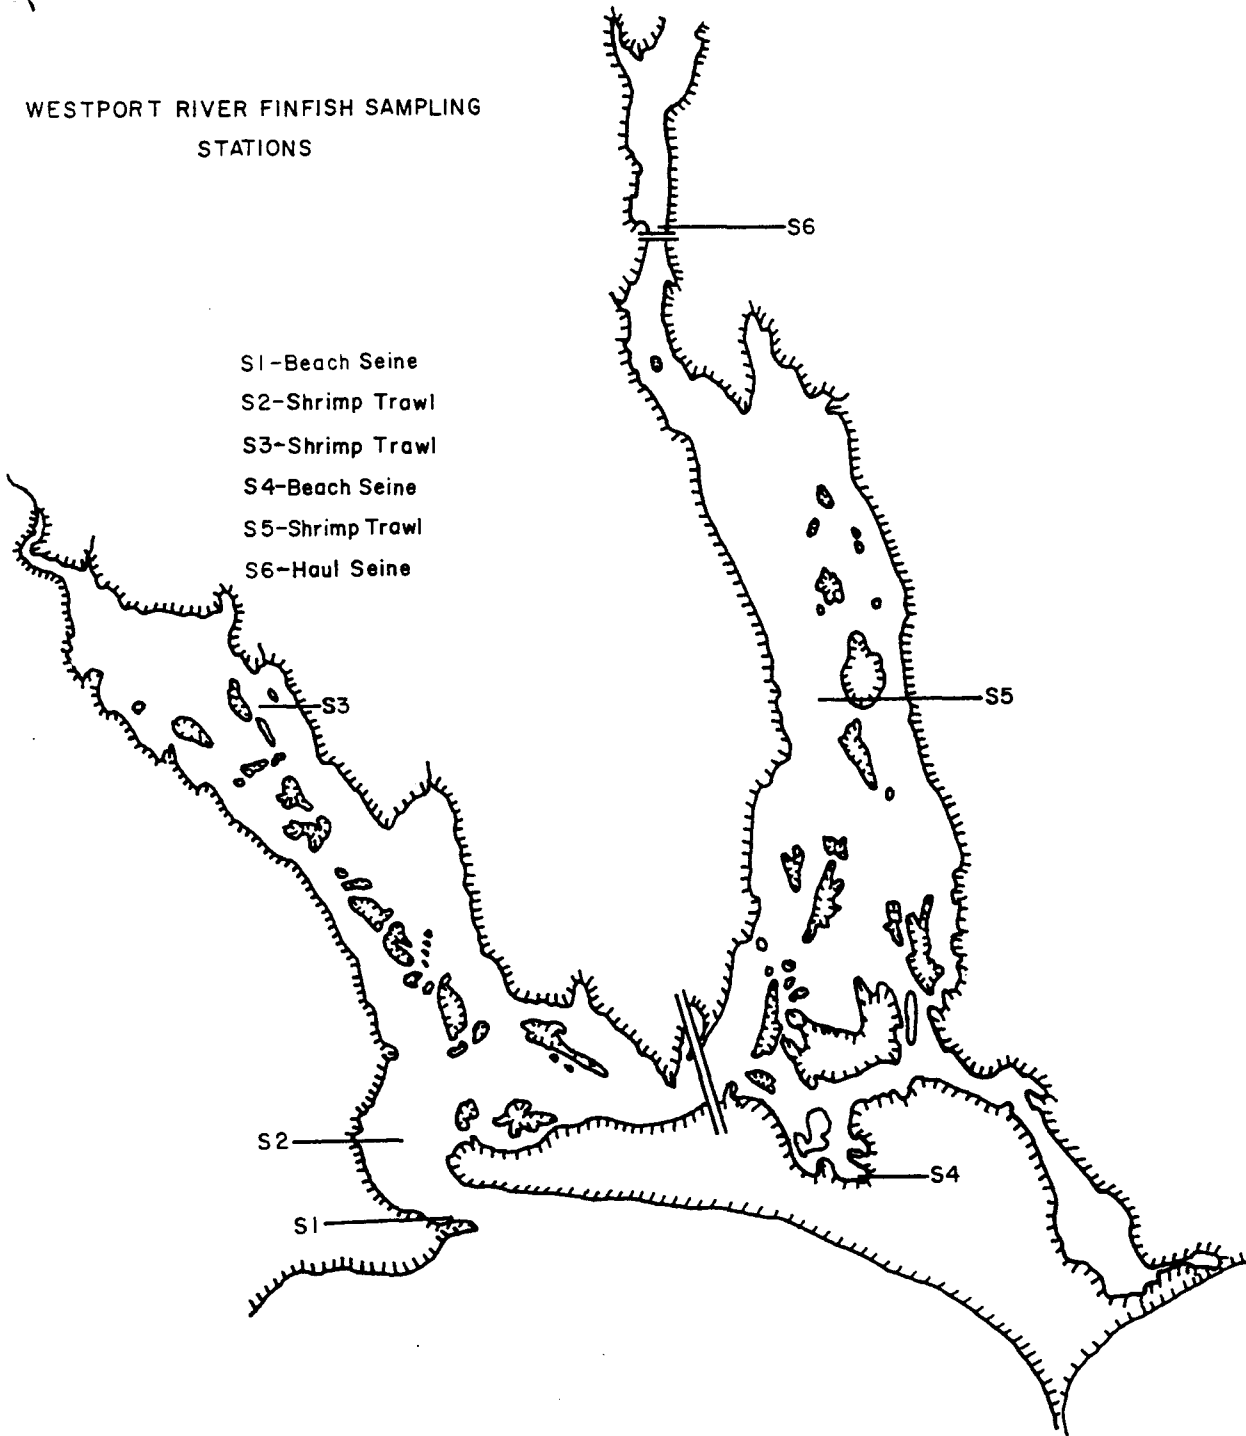 WESTPORT RIVER FINFISH SAMPLING
STATIONS
S6
S1-Beach Seine
S2-Shrimp Trawl
S3-Shrimp Trawl
S4-Beach Seine
S5-Shrimp Trawl
S6-Haul Seine
S3
S5
S2
S4
S1